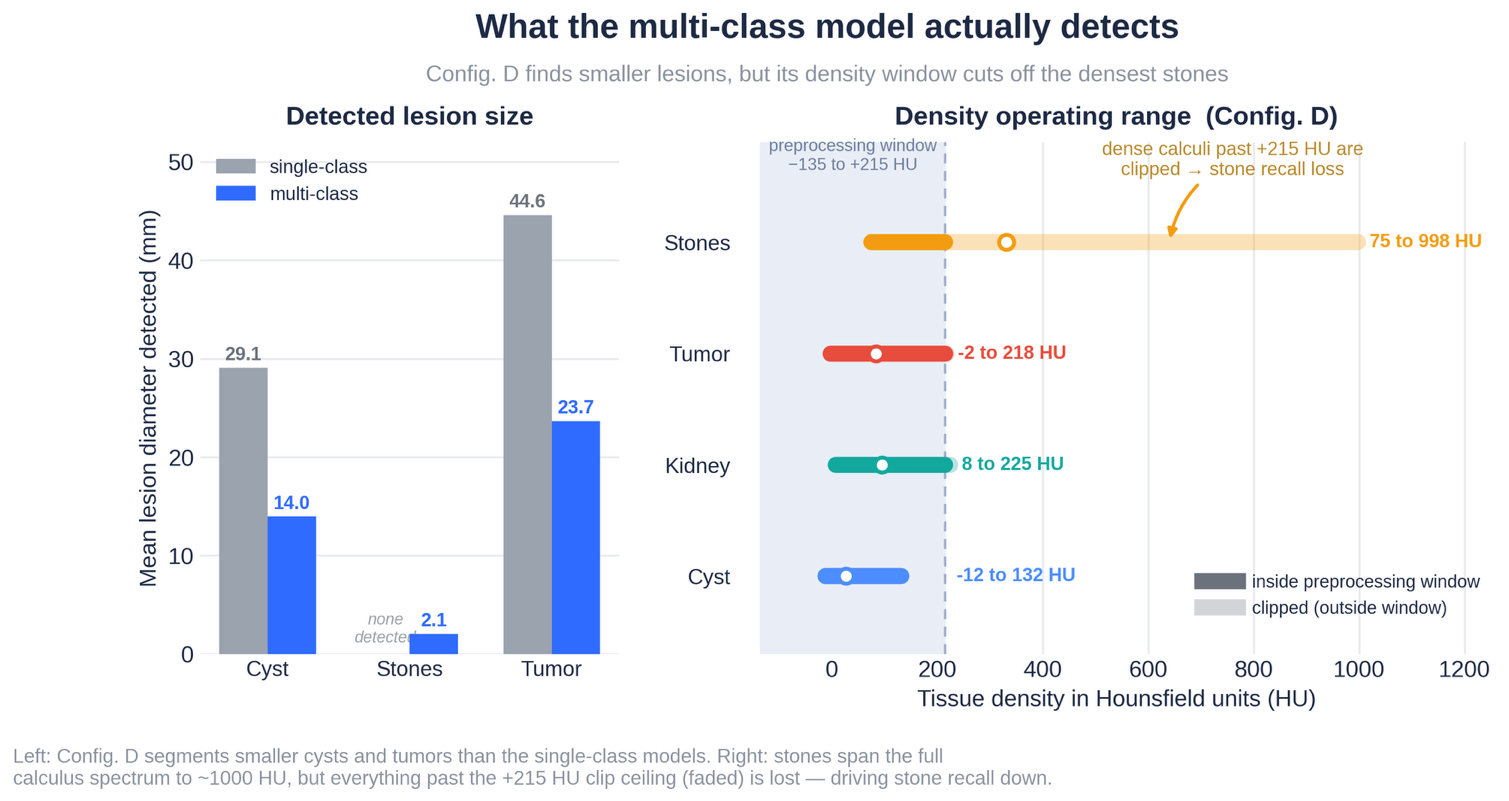 What the multi-class model actually detects
Config. D finds smaller lesions, but its density window cuts off the densest stones
Detected lesion size
single-class
multi-class
Mean lesion diameter detected (mm)
50
40
30
20
10
0
29.1
14.0
none
detected
2.1
44.6
23.7
Cyst
Stones
Tumor
Density operating range (Config. D)
preprocessing window
−135 to +215 HU
dense calculi past +215 HU are
clipped → stone recall loss
Stones
75 to 998 HU
Tumor
-2 to 218 HU
Kidney
8 to 225 HU
Cyst
-12 to 132 HU
inside preprocessing window
clipped (outside window)
0
200
400
600
800
1000
1200
Tissue density in Hounsfield units (HU)
Left: Config. D segments smaller cysts and tumors than the single-class models. Right: stones span the full
calculus spectrum to ~1000 HU, but everything past the +215 HU clip ceiling (faded) is lost — driving stone recall down.